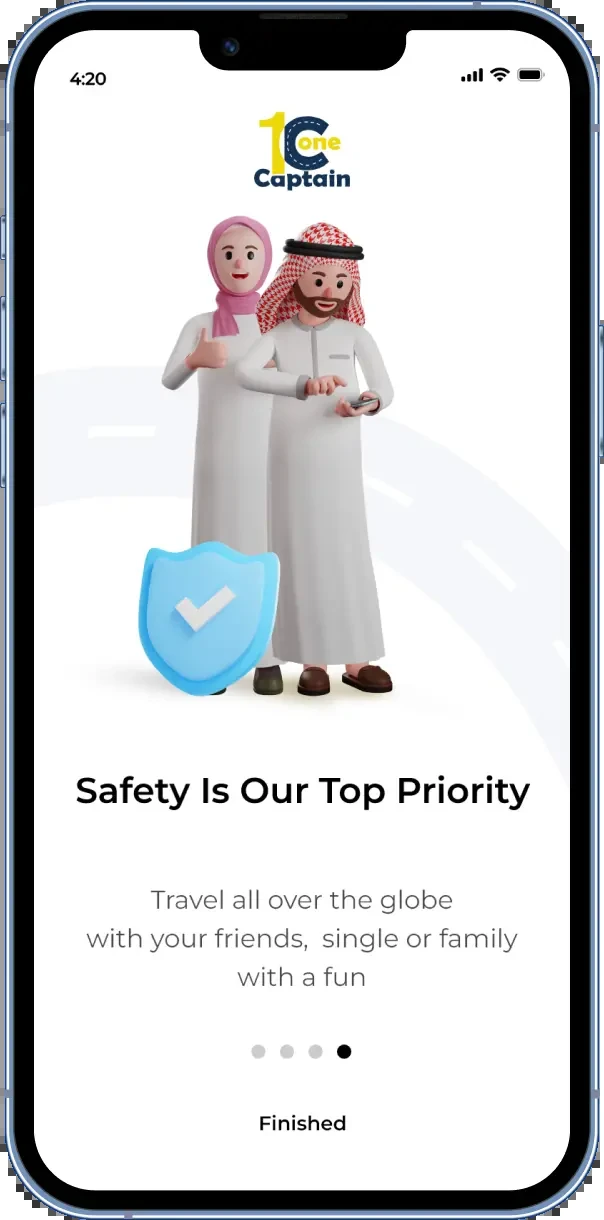 4:20
1C one
Captain
Safety Is Our Top Priority
Travel all over the globe
with your friends,  single or family
with a fun
Finished